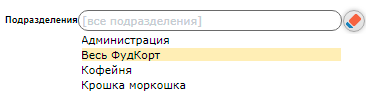 Подразделения [все подразделения]
Администрация
Весь ФудКорт
Кофейня
Крошка моркошка